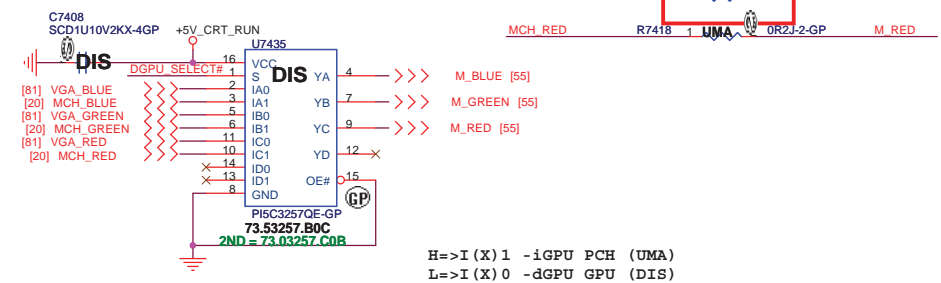 C7408
SCD1U10V2KX-4GP
+5V_CRT_RUN
DIS
U7435
DGPU_SELECT#
DIS
16 VCC
1 S
2 IA0
3 IA1
5 IB0
6 IB1
11 IC0
10 IC1
14 ID0
13 ID1
8 GND
YA 4
YB 7
YC 9
YD 12
OE# 15
[81] VGA_BLUE
[20] MCH_BLUE
[81] VGA_GREEN
[20] MCH_GREEN
[81] VGA_RED
[20] MCH_RED
M_BLUE [55]
M_GREEN [55]
M_RED [55]
GP
PI5C3257QE-GP
73.53257.B0C
2ND = 73.03257.C0B
MCH_RED R7418 1 UMA 0R2J-2-GP M_RED
H=>I(X)1 -iGPU PCH (UMA)
L=>I(X)0 -dGPU GPU (DIS)